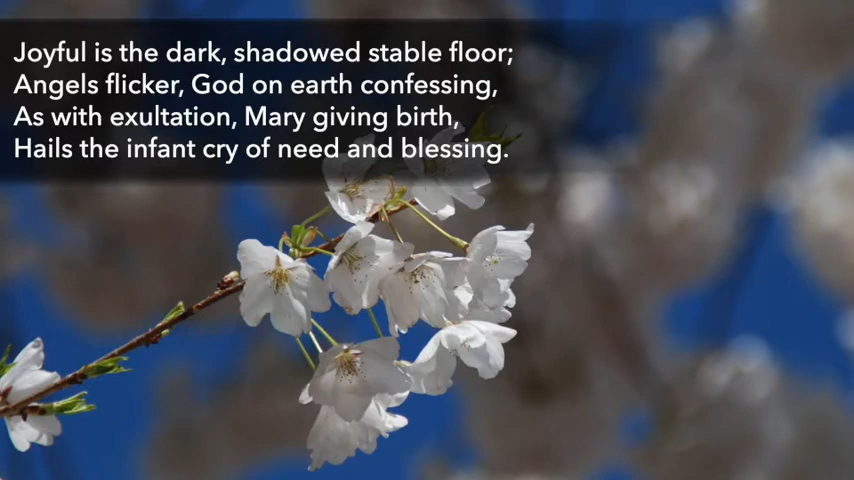 Joyful is the dark, shadowed stable floor;
Angels flicker, God on earth confessing,
As with exultation, Mary giving birth,
Hails the infant cry of need and blessing.